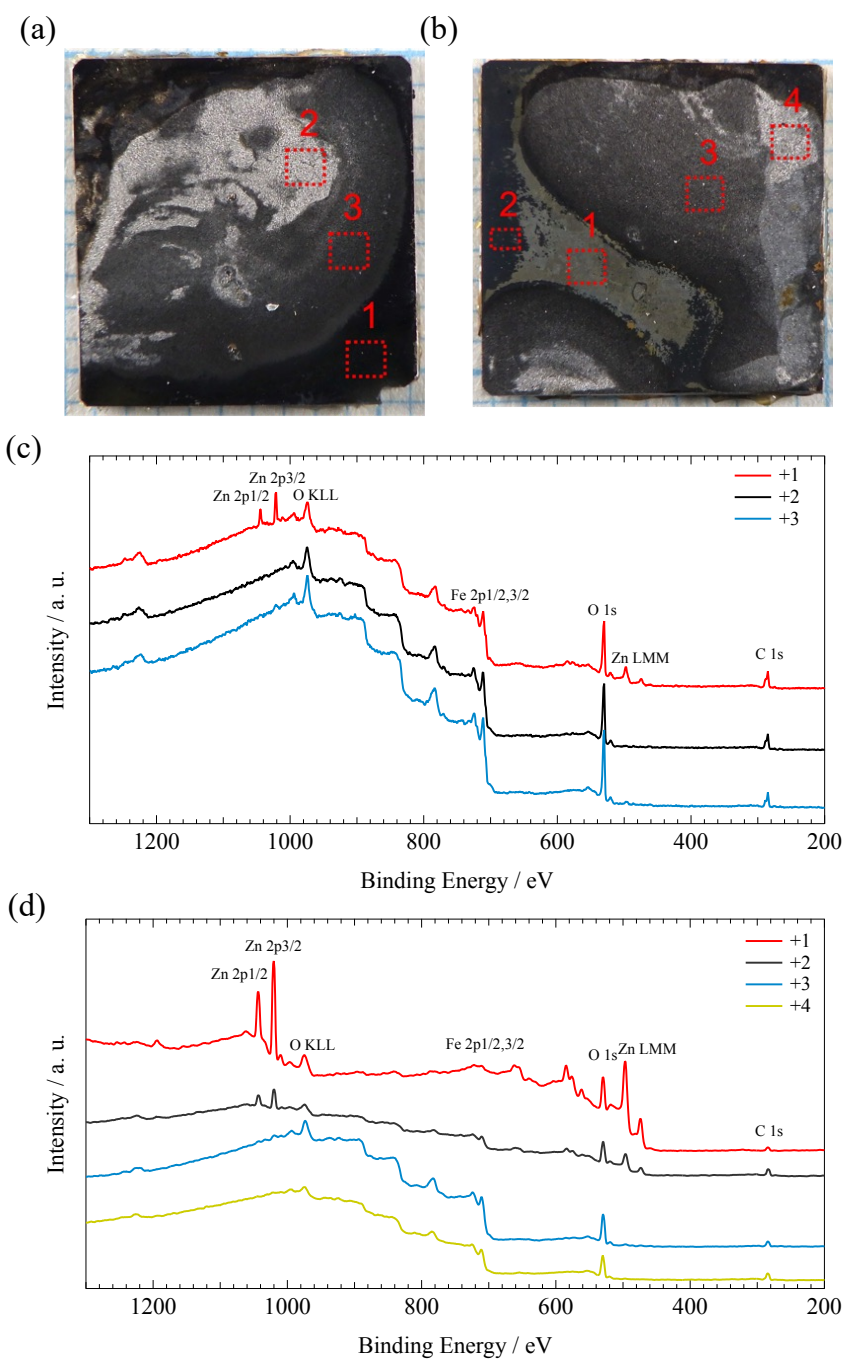 (a)
(b)
2
3
1
4
3
2
1
(c)
Zn 2p3/2
Zn 2p1/2 O KLL
Fe 2p1/2,3/2
O 1s
Zn LMM
C 1s
+1
+2
+3
Intensity / a. u.
1200 1000 800 600 400 200
Binding Energy / eV
(d)
Zn 2p3/2
Zn 2p1/2
O KLL
Fe 2p1/2,3/2
O 1s
Zn LMM
C 1s
+1
+2
+3
+4
Intensity / a. u.
1200 1000 800 600 400 200
Binding Energy / eV